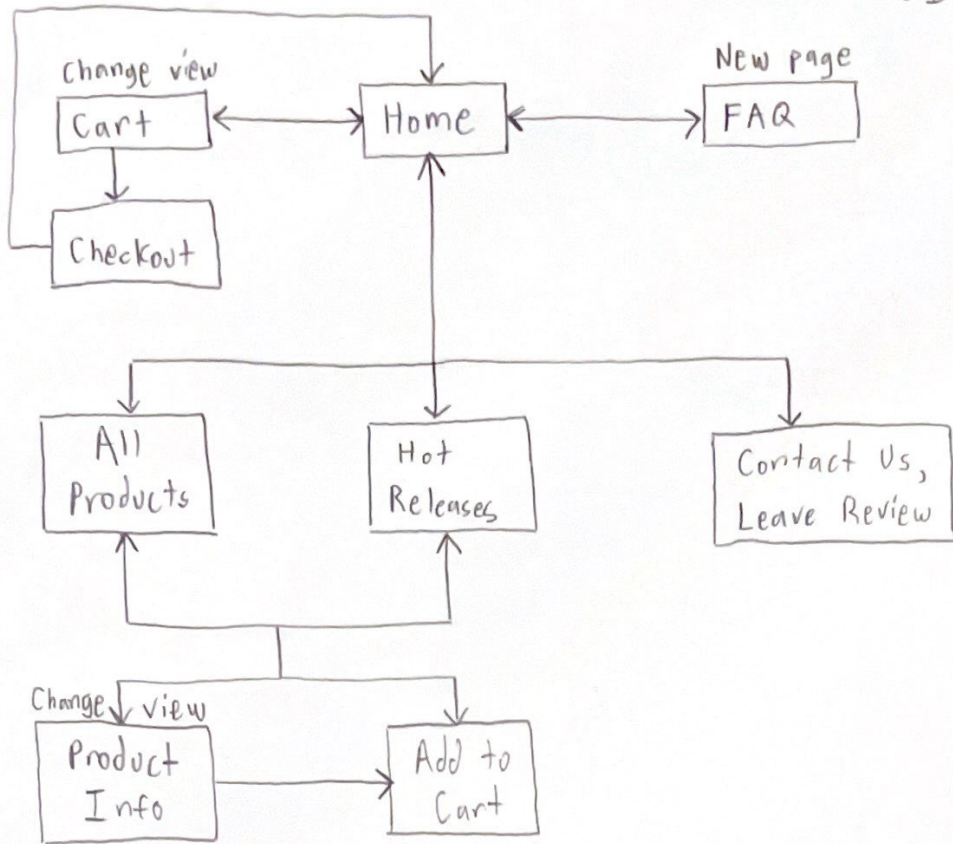 Change view
New page
Cart
Home
FAQ
Checkout
All
Products
Hot
Releases
Contact Us,
Leave Review
Change view
Product
Info
Add to
Cart